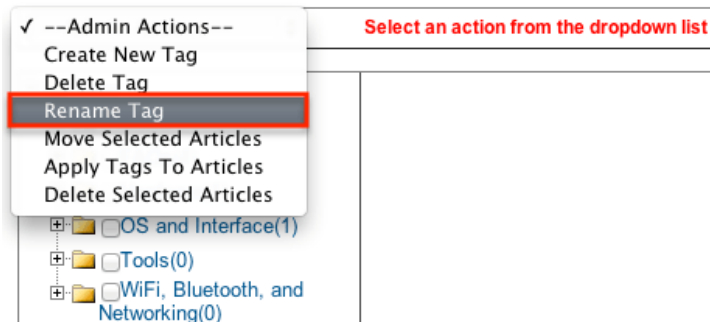 ✓ --Admin Actions--
Select an action from the dropdown list
Create New Tag
Delete Tag
Rename Tag
Move Selected Articles
Apply Tags To Articles
Delete Selected Articles
OS and Interface(1)
Tools(0)
WiFi, Bluetooth, and
Networking(0)